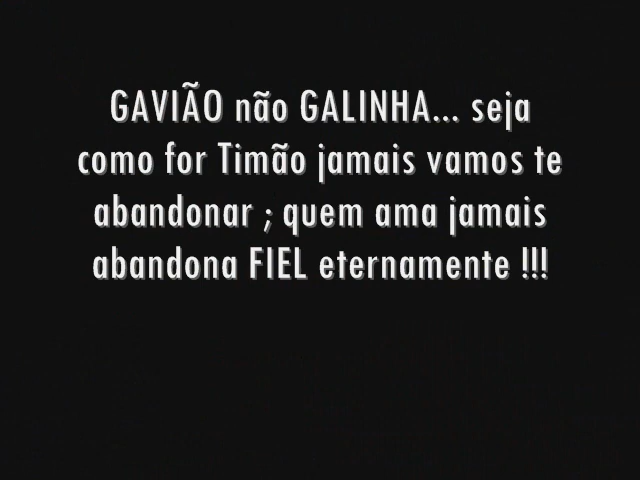 GAVIÃO não GALINHA... seja
como for Timão jamais vamos te
abandonar ; quem ama jamais
abandona FIEL eternamente !!!